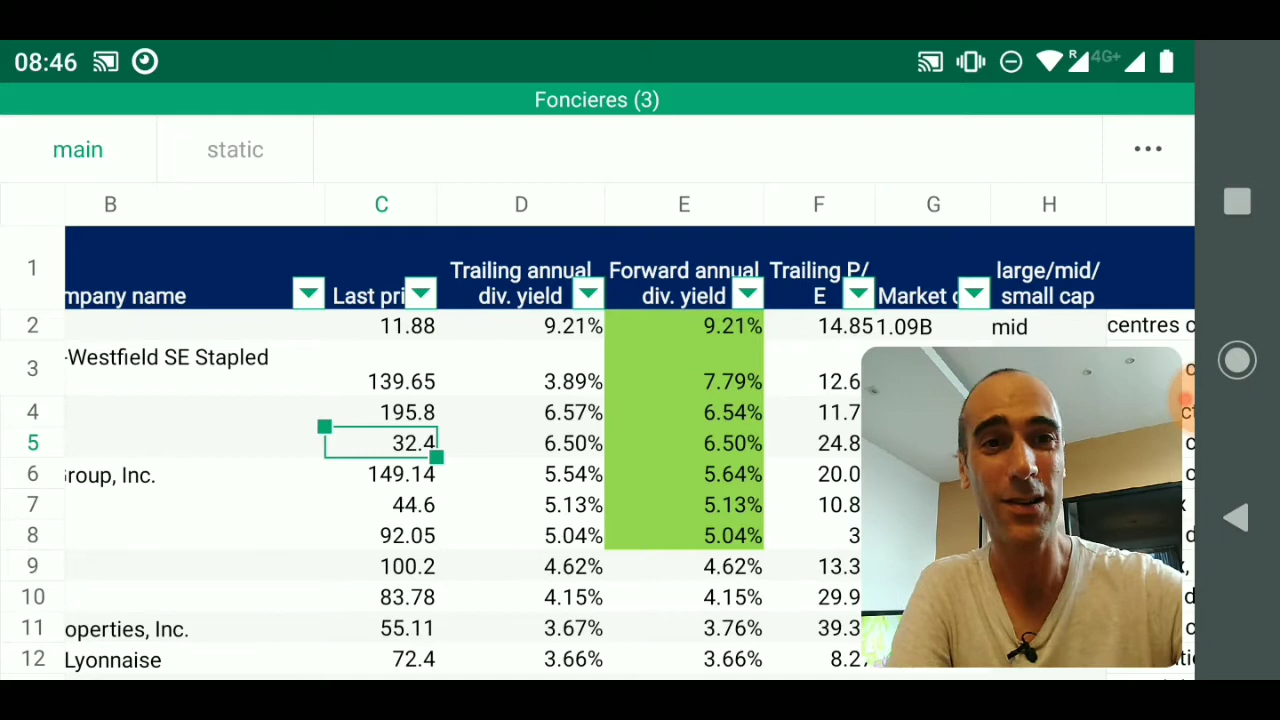 08:46 R 4G+
Foncieres (3)
main static
B C D E F G H
1 mpany name Last pri Trailing annual div. yield Forward annual div. yield Trailing P/E Market c large/mid/small cap
2 11.88 9.21% 9.21% 14.85 1.09B mid centres c
3 -Westfield SE Stapled 139.65 3.89% 7.79% 12.6
4 195.8 6.57% 6.54% 11.7
5 32.4 6.50% 6.50% 24.8
6 Group, Inc. 149.14 5.54% 5.64% 20.0
7 44.6 5.13% 5.13% 10.8
8 92.05 5.04% 5.04% 3
9 100.2 4.62% 4.62% 13.3
10 83.78 4.15% 4.15% 29.9
11 operties, Inc. 55.11 3.67% 3.76% 39.3
12 Lyonnaise 72.4 3.66% 3.66% 8.2